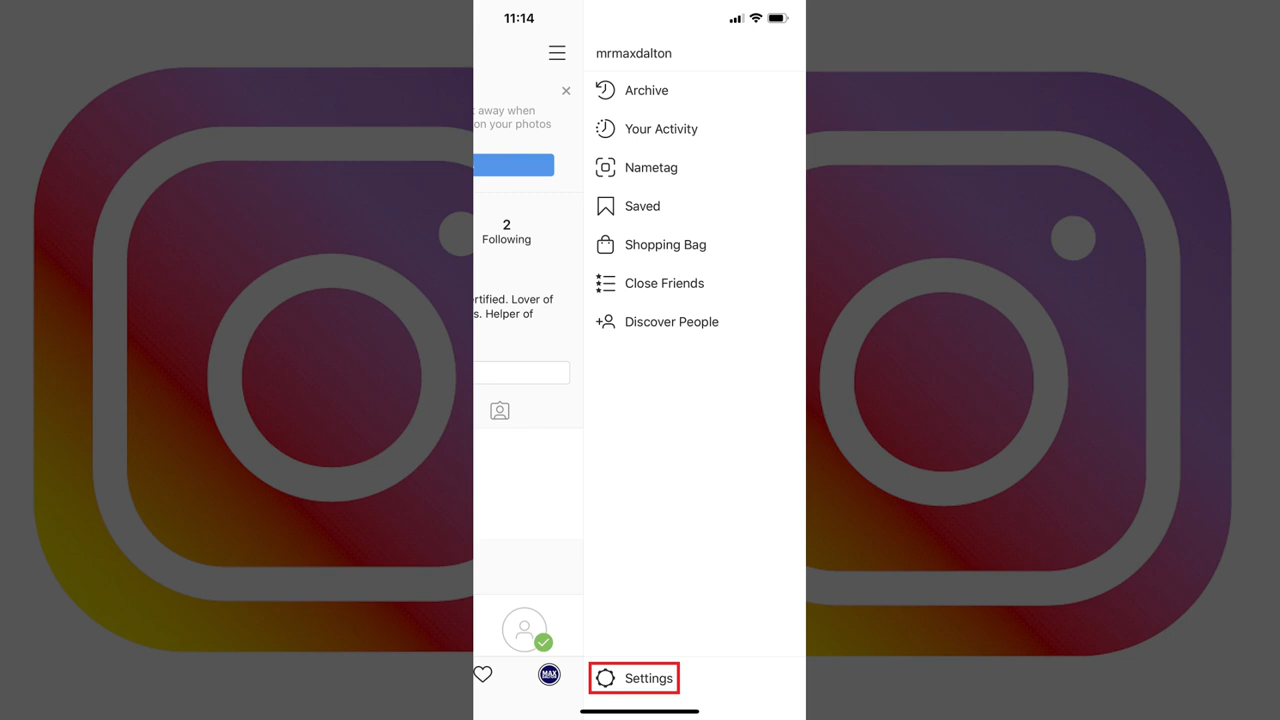 11:14
mrmaxdalton
Archive
t away when
on your photos
Your Activity
Nametag
Saved
2
Following
Shopping Bag
Close Friends
rtified. Lover of
s. Helper of
Discover People
MAX
Settings